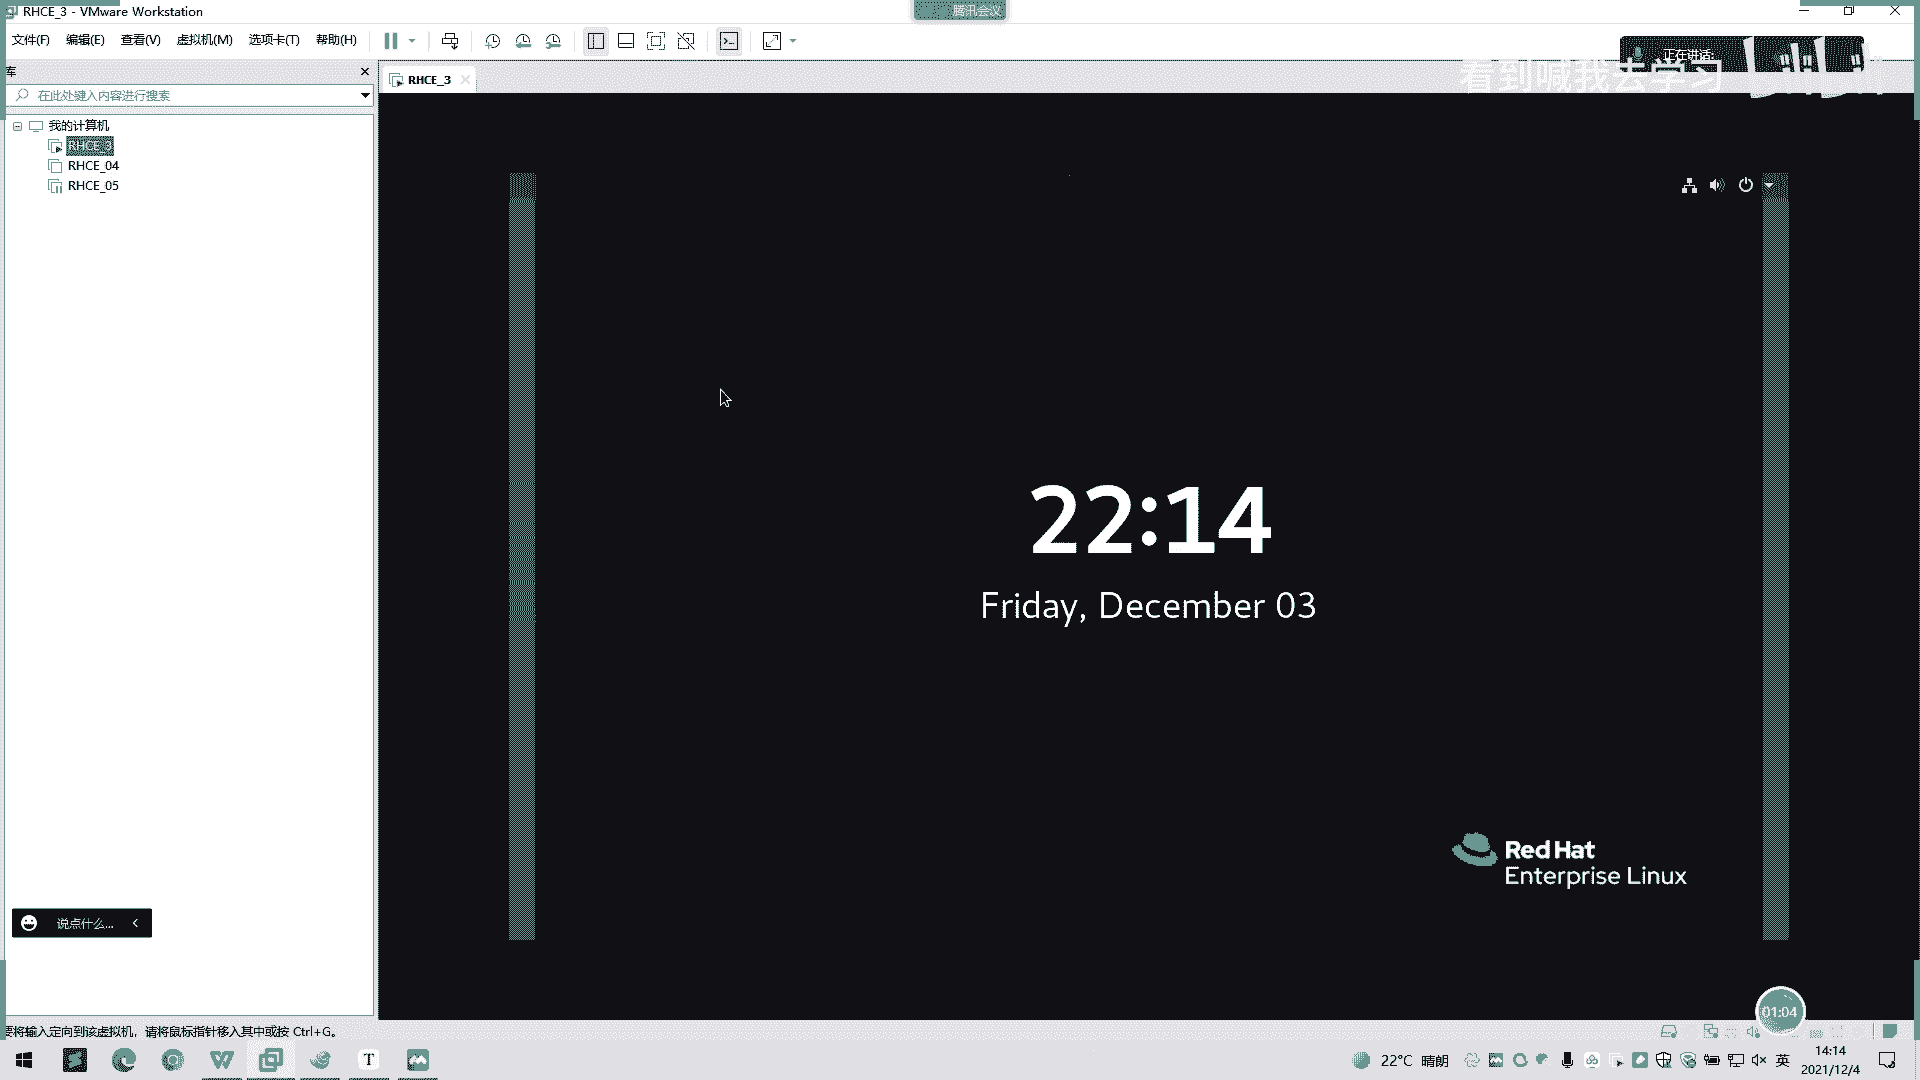 RHCE_3 - VMware Workstation
腾讯会议
文件(F) 编辑(E) 查看(V) 虚拟机(M) 选项卡(T) 帮助(H)
正在讲话:
看到喊我去学习
bilibili
库
RHCE_3
在此处键入内容进行搜索
我的计算机
RHCE_3
RHCE_04
RHCE_05
22:14
Friday, December 03
Red Hat
Enterprise Linux
说点什么...
01:04
要将输入定向到该虚拟机，请将鼠标指针移入其中或按 Ctrl+G。
22°C 晴朗
英
14:14
2021/12/4